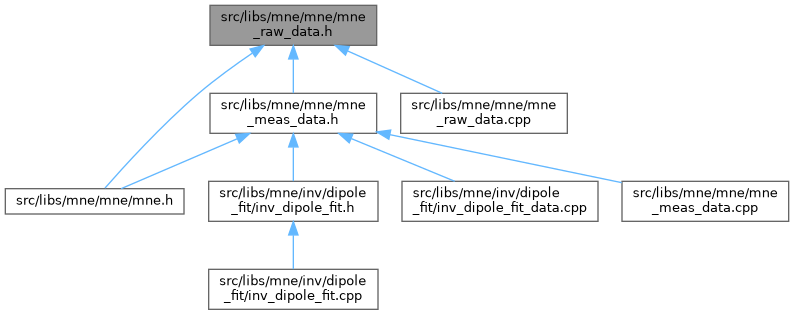 src/libs/mne/mne/mne
_raw_data.h
src/libs/mne/mne/mne
_meas_data.h
src/libs/mne/mne/mne
_raw_data.cpp
src/libs/mne/mne/mne.h
src/libs/mne/inv/dipole
_fit/inv_dipole_fit.h
src/libs/mne/inv/dipole
_fit/inv_dipole_fit_data.cpp
src/libs/mne/mne/mne
_meas_data.cpp
src/libs/mne/inv/dipole
_fit/inv_dipole_fit.cpp